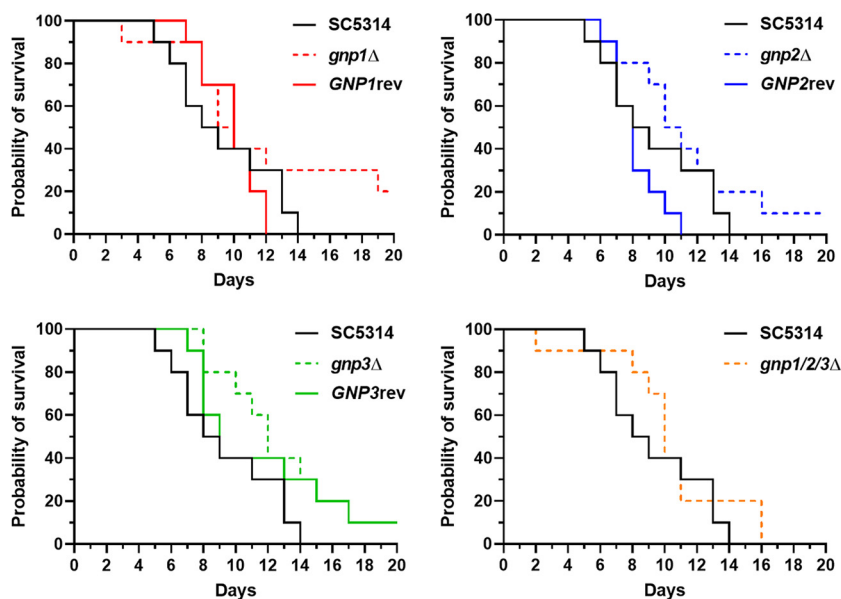 Probability of survival
100
80
60
40
20
0
0 2 4 6 8 10 12 14 16 18 20
Days
SC5314
gnp1Δ
GNP1rev
Probability of survival
100
80
60
40
20
0
0 2 4 6 8 10 12 14 16 18 20
Days
SC5314
gnp2Δ
GNP2rev
Probability of survival
100
80
60
40
20
0
0 2 4 6 8 10 12 14 16 18 20
Days
SC5314
gnp3Δ
GNP3rev
Probability of survival
100
80
60
40
20
0
0 2 4 6 8 10 12 14 16 18 20
Days
SC5314
gnp1/2/3Δ